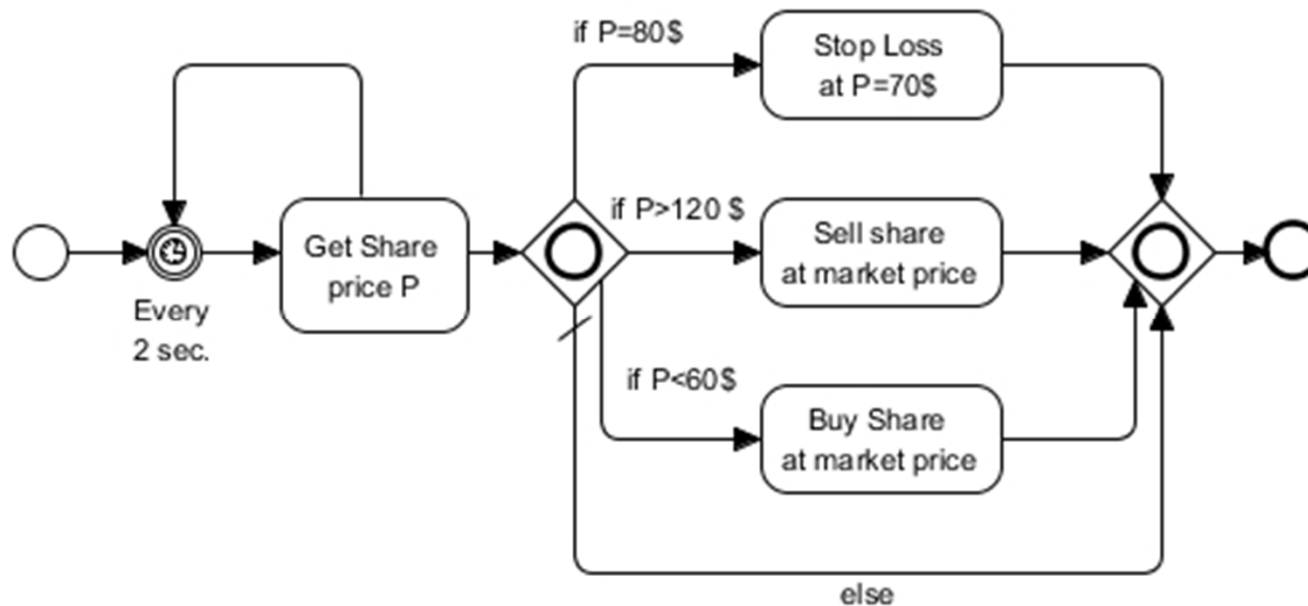 if P=80$
Stop Loss
at P=70$
if P>120 $
Get Share
price P
Sell share
at market price
Every
2 sec.
if P<60$
Buy Share
at market price
else